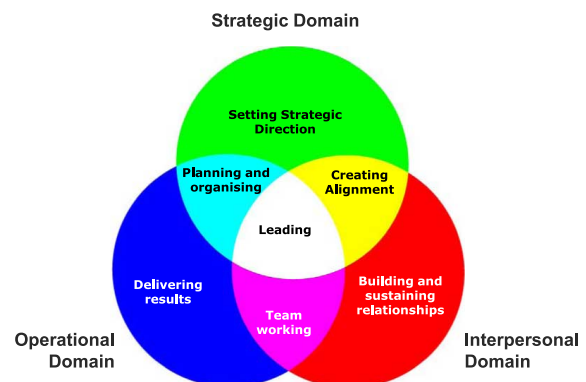 Strategic Domain
Setting Strategic
Direction
Planning and
organising
Creating
Alignment
Leading
Delivering
results
Building and
sustaining
relationships
Team
working
Operational
Domain
Interpersonal
Domain